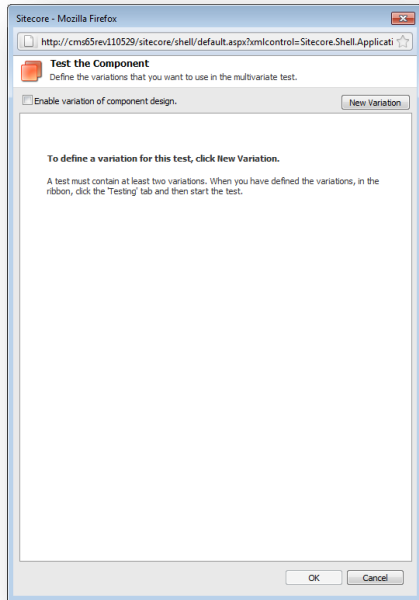 Sitecore - Mozilla Firefox
http://cms65rev110529/sitecore/shell/default.aspx?xmlcontrol=Sitecore.Shell.Applicati
Test the Component
Define the variations that you want to use in the multivariate test.
Enable variation of component design.
New Variation
To define a variation for this test, click New Variation.
A test must contain at least two variations. When you have defined the variations, in the
ribbon, click the 'Testing' tab and then start the test.
OK Cancel